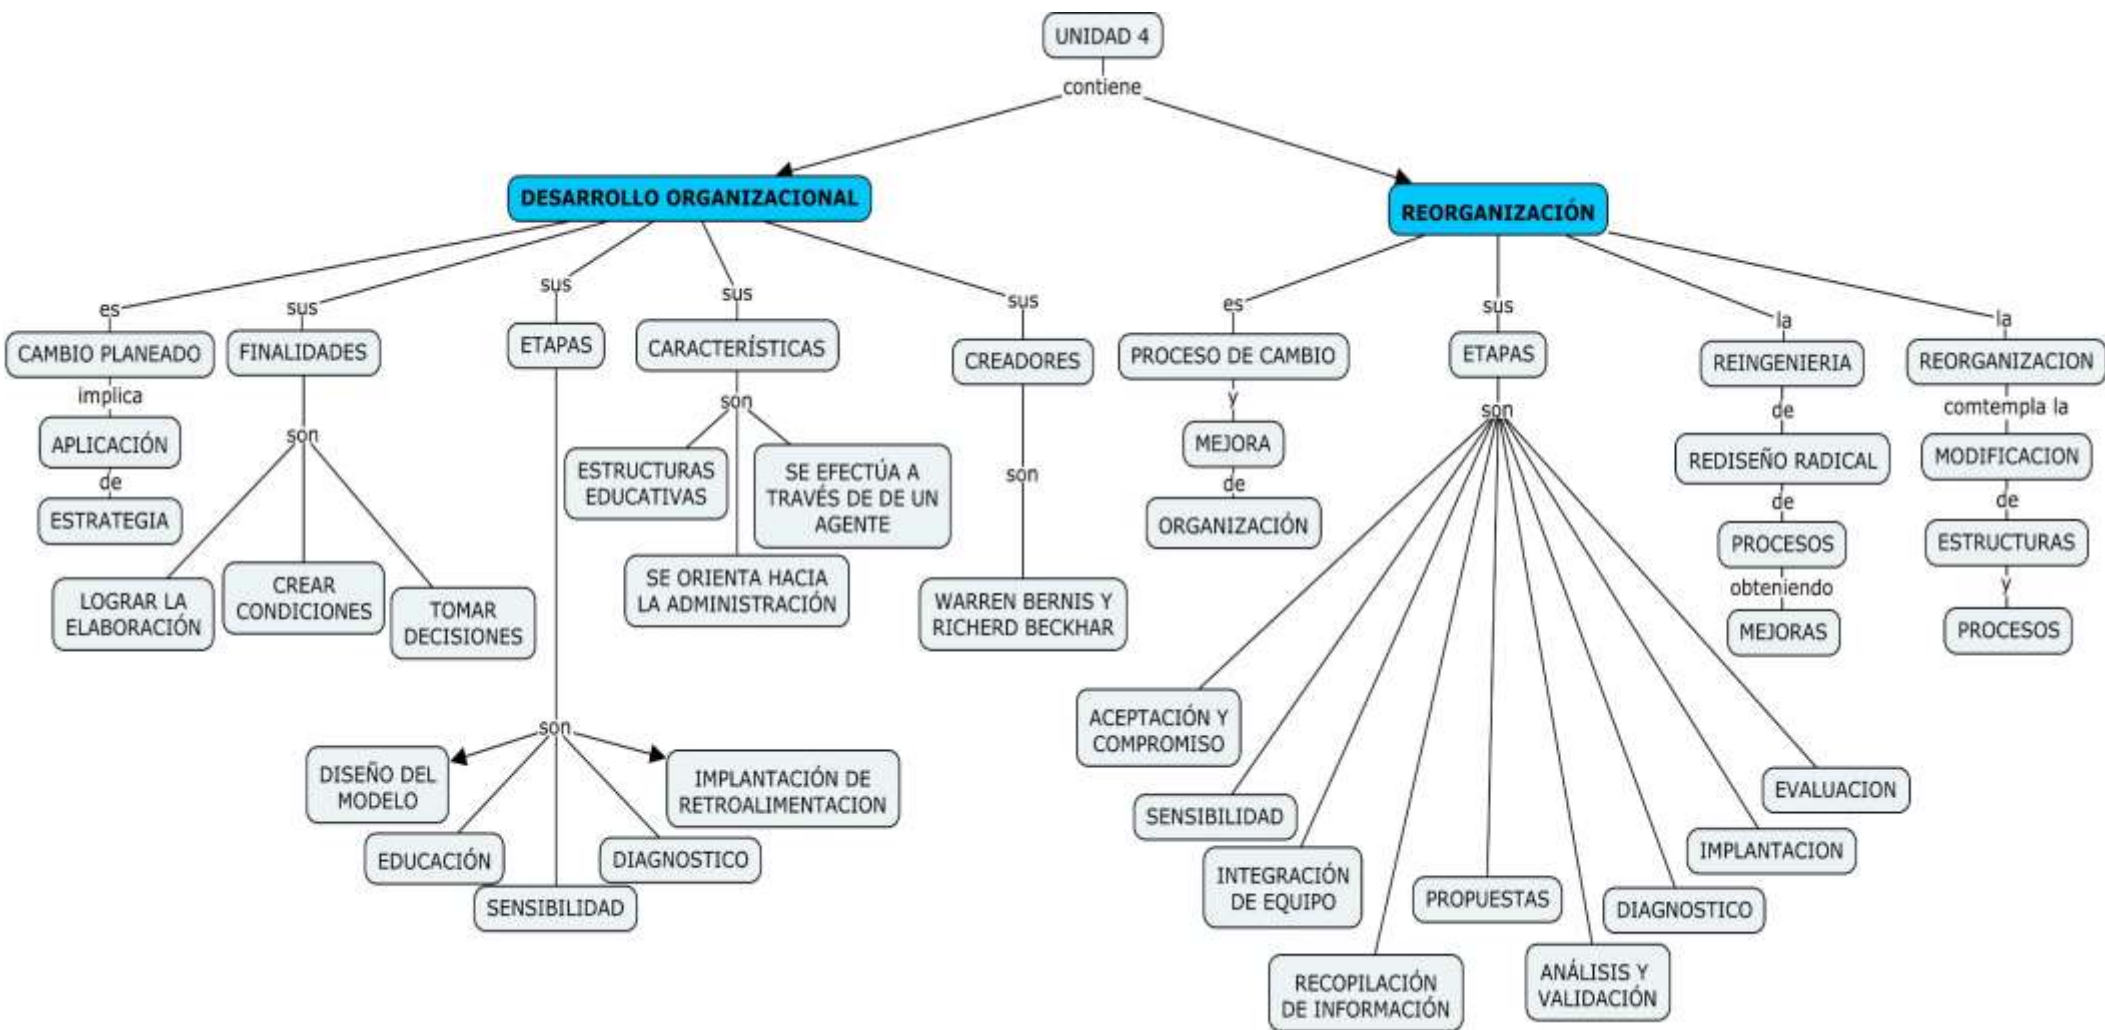 UNIDAD 4
contiene
DESARROLLO ORGANIZACIONAL
es
CAMBIO PLANEADO
implica
APLICACIÓN
de
ESTRATEGIA
sus
FINALIDADES
son
LOGRAR LA
ELABORACIÓN
CREAR
CONDICIONES
TOMAR
DECISIONES
sus
ETAPAS
son
DISEÑO DEL
MODELO
EDUCACIÓN
SENSIBILIDAD
DIAGNOSTICO
IMPLANTACIÓN DE
RETROALIMENTACION
sus
CARACTERÍSTICAS
son
ESTRUCTURAS
EDUCATIVAS
SE ORIENTA HACIA
LA ADMINISTRACIÓN
SE EFECTÚA A
TRAVÉS DE DE UN
AGENTE
sus
CREADORES
son
WARREN BERNIS Y
RICHERD BECKHAR
REORGANIZACIÓN
es
PROCESO DE CAMBIO
y
MEJORA
de
ORGANIZACIÓN
sus
ETAPAS
son
ACEPTACIÓN Y
COMPROMISO
SENSIBILIDAD
INTEGRACIÓN
DE EQUIPO
RECOPILACIÓN
DE INFORMACIÓN
PROPUESTAS
ANÁLISIS Y
VALIDACIÓN
DIAGNOSTICO
IMPLANTACION
EVALUACION
la
REINGENIERIA
de
REDISEÑO RADICAL
de
PROCESOS
obteniendo
MEJORAS
la
REORGANIZACION
comtempla la
MODIFICACION
de
ESTRUCTURAS
y
PROCESOS